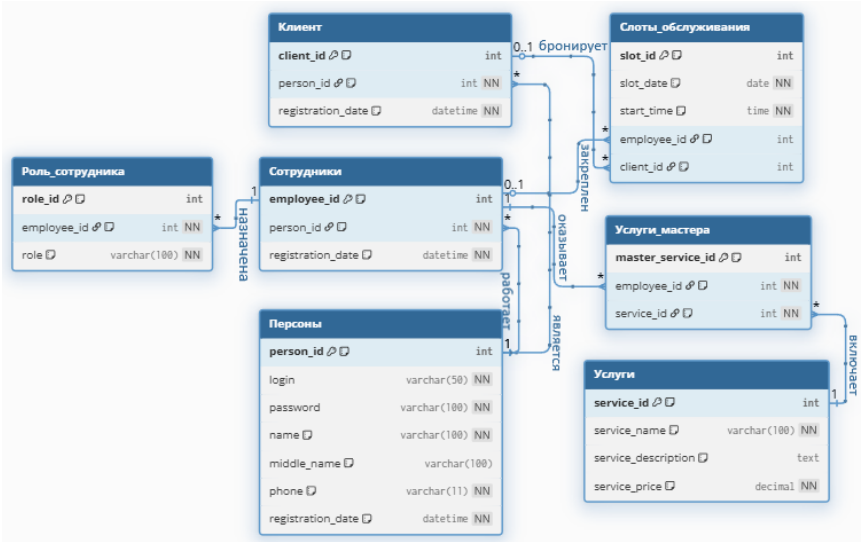 Клиент
client_id int
person_id int NN
registration_date datetime NN
0..1 бронирует
*
Слоты_обслуживания
slot_id int
slot_date date NN
start_time time NN
employee_id int
client_id int
*
*
закреплен
Роль_сотрудника
role_id int
employee_id int NN
role varchar(100) NN
*
1
назначена
Сотрудники
employee_id int
person_id int NN
registration_date datetime NN
0..1
1
*
оказывает
работает
является
Услуги_мастера
master_service_id int
employee_id int NN
service_id int NN
*
*
включает
Персоны
person_id int
login varchar(50) NN
password varchar(100) NN
name varchar(100) NN
middle_name varchar(100)
phone varchar(11) NN
registration_date datetime NN
1
Услуги
service_id int
service_name varchar(100) NN
service_description text
service_price decimal NN
1